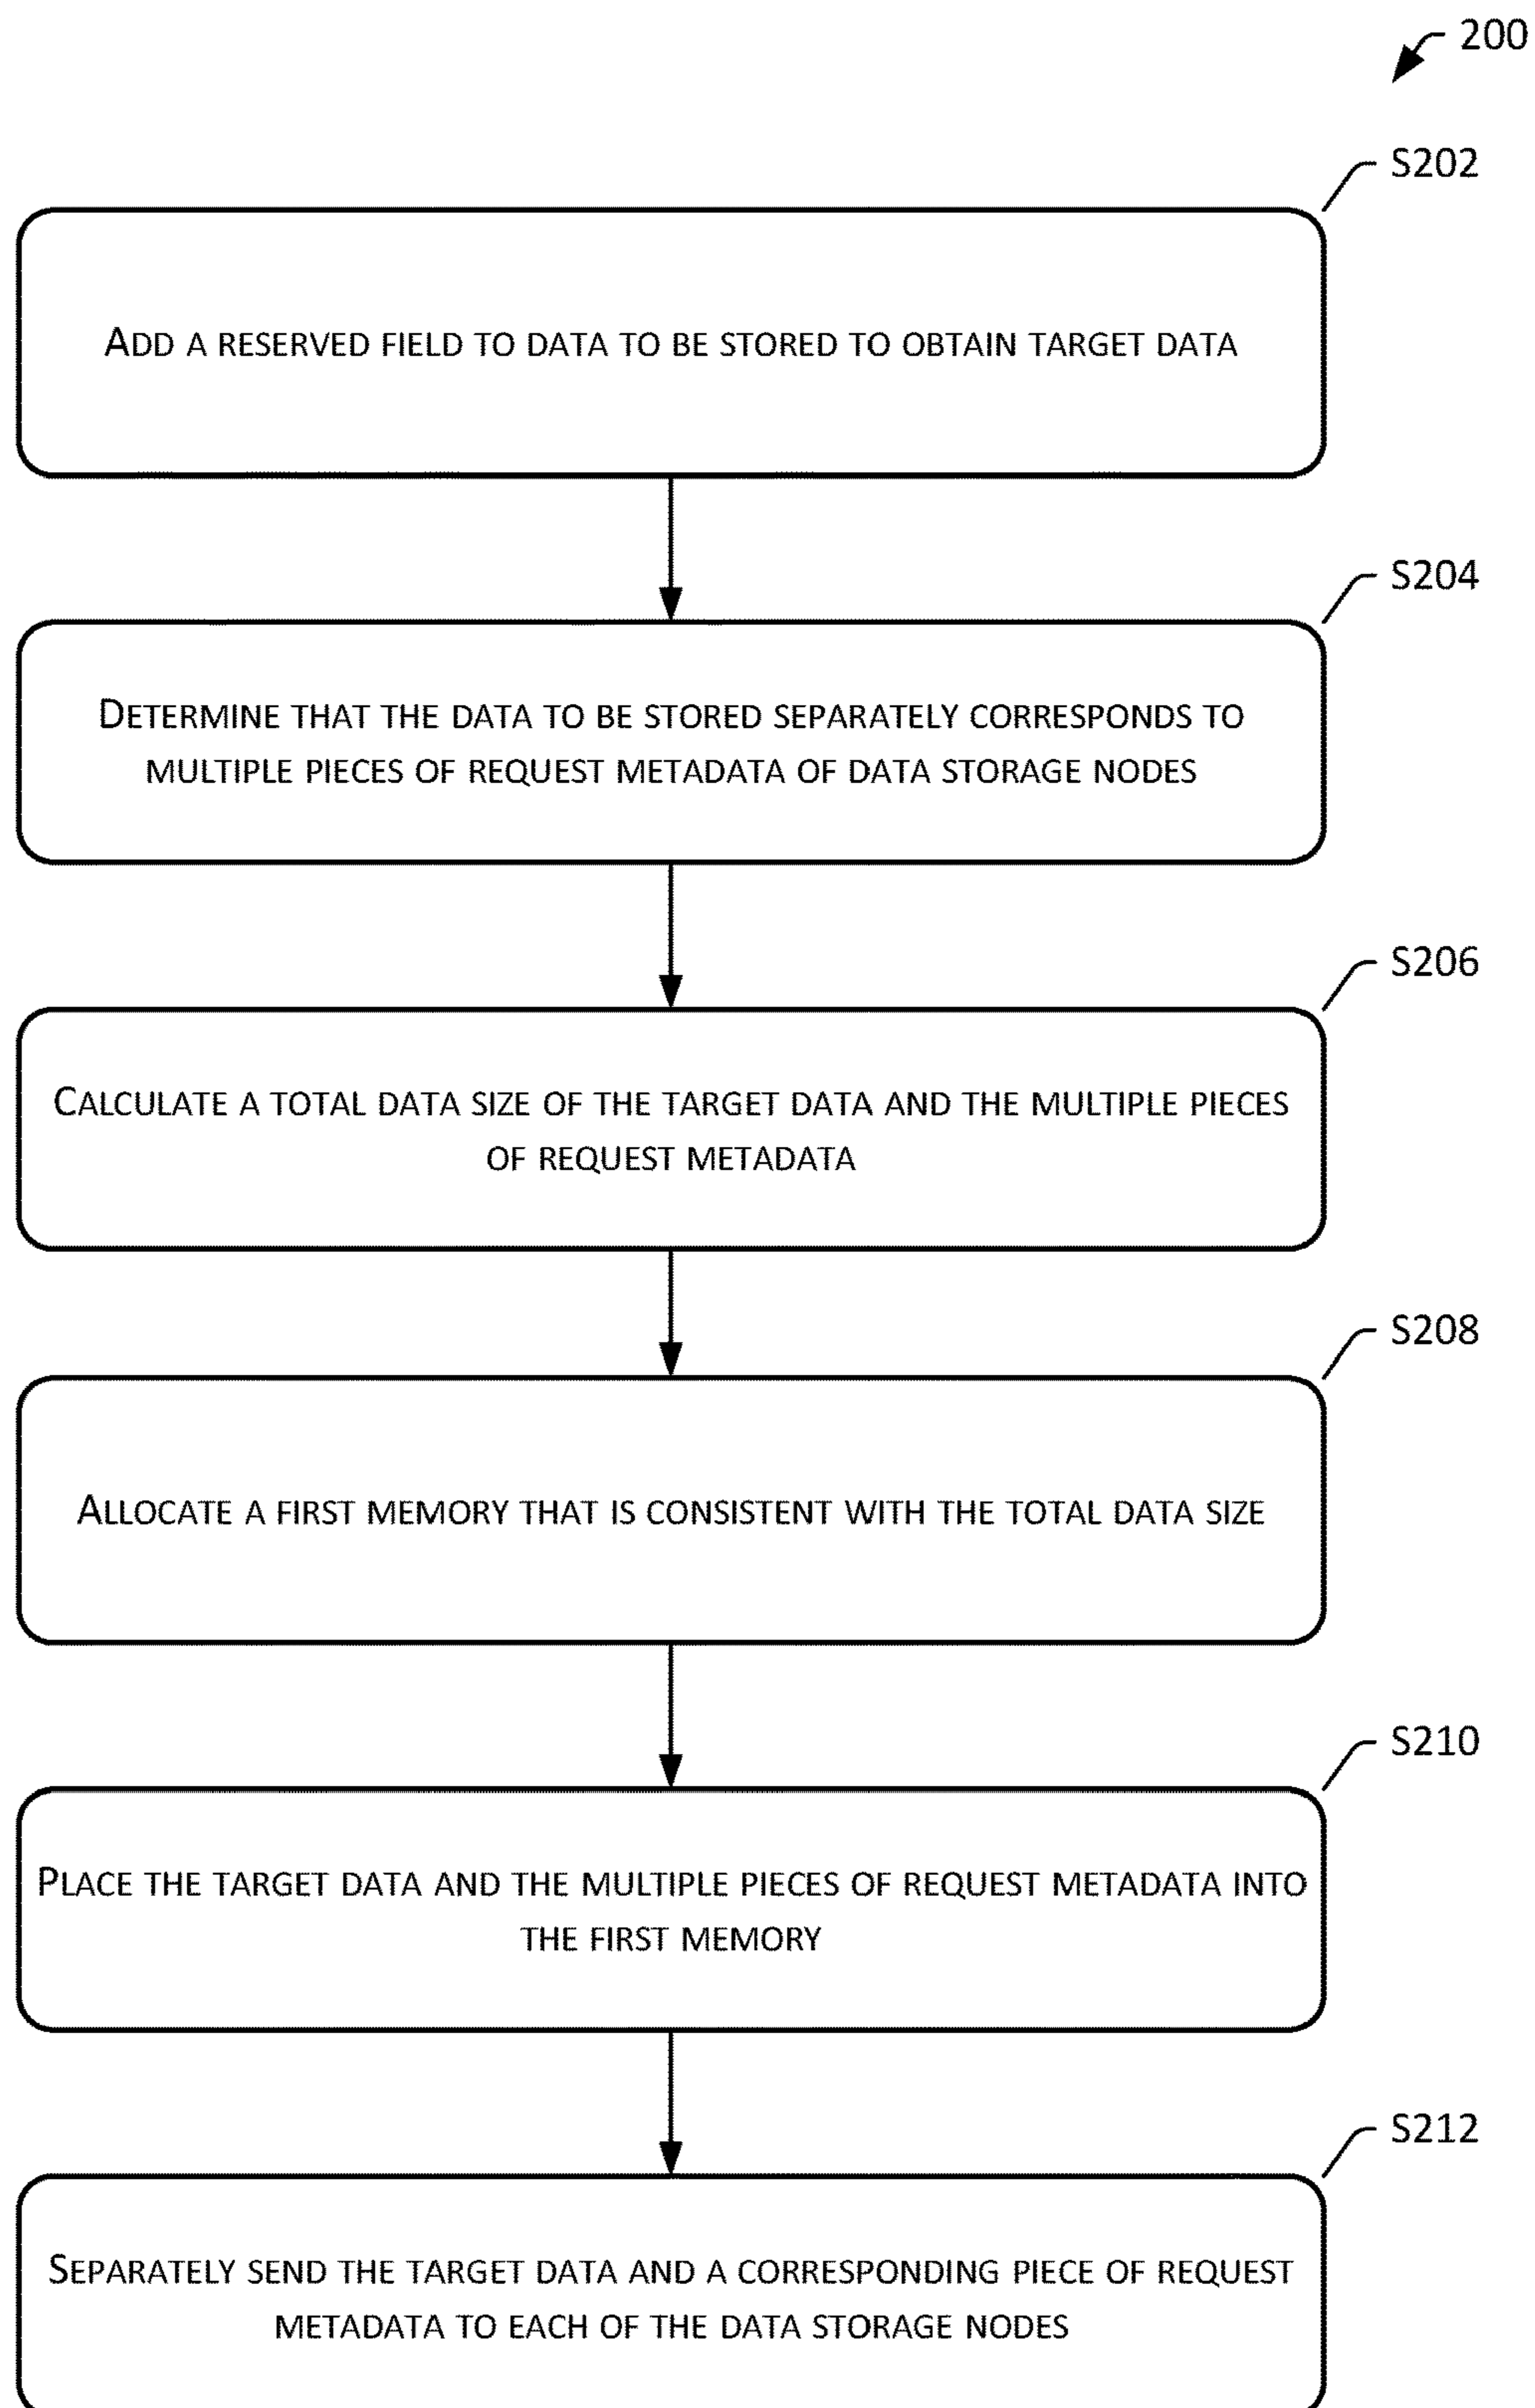 200
S202
ADD A RESERVED FIELD TO DATA TO BE STORED TO OBTAIN TARGET DATA
S204
DETERMINE THAT THE DATA TO BE STORED SEPARATELY CORRESPONDS TO
MULTIPLE PIECES OF REQUEST METADATA OF DATA STORAGE NODES
S206
CALCULATE A TOTAL DATA SIZE OF THE TARGET DATA AND THE MULTIPLE PIECES
OF REQUEST METADATA
S208
ALLOCATE A FIRST MEMORY THAT IS CONSISTENT WITH THE TOTAL DATA SIZE
S210
PLACE THE TARGET DATA AND THE MULTIPLE PIECES OF REQUEST METADATA INTO
THE FIRST MEMORY
S212
SEPARATELY SEND THE TARGET DATA AND A CORRESPONDING PIECE OF REQUEST
METADATA TO EACH OF THE DATA STORAGE NODES